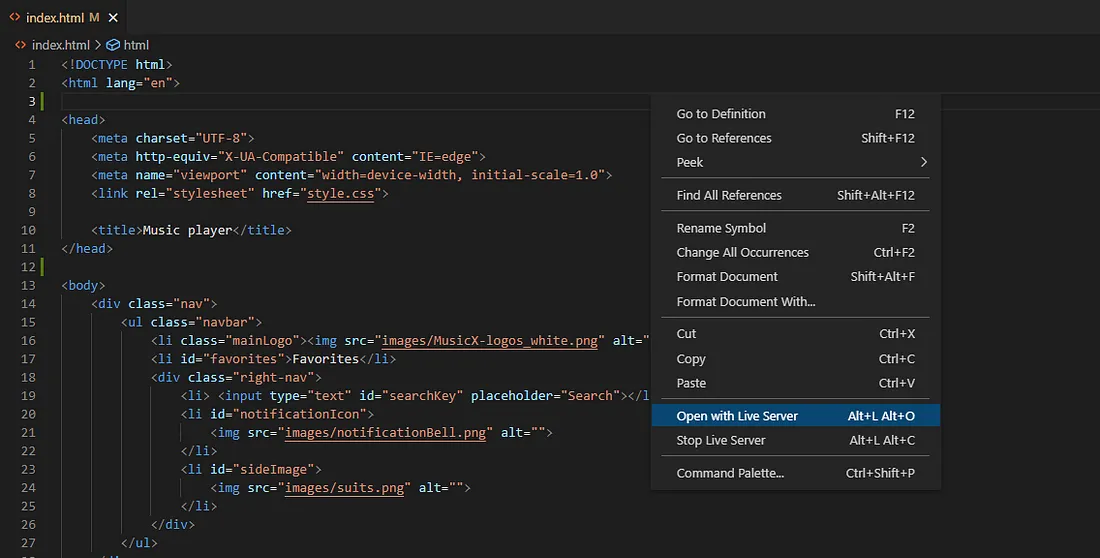 index.html M
index.html > html
1 <!DOCTYPE html>
2 <html lang="en">
3
4 <head>
5 <meta charset="UTF-8">
6 <meta http-equiv="X-UA-Compatible" content="IE=edge">
7 <meta name="viewport" content="width=device-width, initial-scale=1.0">
8 <link rel="stylesheet" href="style.css">
9
10 <title>Music player</title>
11 </head>
12
13 <body>
14 <div class="nav">
15 <ul class="navbar">
16 <li class="mainLogo"><img src="images/MusicX-logos_white.png" alt="
17 <li id="favorites">Favorites</li>
18 <div class="right-nav">
19 <li> <input type="text" id="searchKey" placeholder="Search"></l
20 <li id="notificationIcon">
21 <img src="images/notificationBell.png" alt="">
22 </li>
23 <li id="sideImage">
24 <img src="images/suits.png" alt="">
25 </li>
26 </div>
27 </ul>
Go to Definition F12
Go to References Shift+F12
Peek
Find All References Shift+Alt+F12
Rename Symbol F2
Change All Occurrences Ctrl+F2
Format Document Shift+Alt+F
Format Document With...
Cut Ctrl+X
Copy Ctrl+C
Paste Ctrl+V
Open with Live Server Alt+L Alt+O
Stop Live Server Alt+L Alt+C
Command Palette... Ctrl+Shift+P